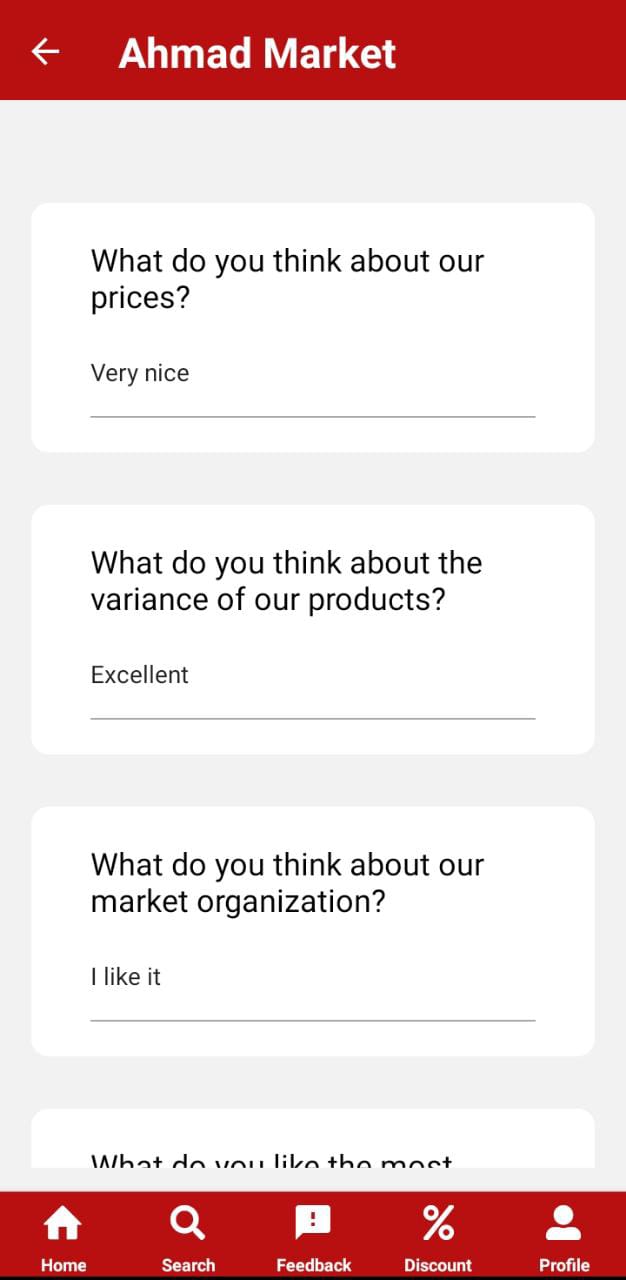 Ahmad Market
What do you think about our
prices?
Very nice
What do you think about the
variance of our products?
Excellent
What do you think about our
market organization?
I like it
What do you like the most
Home Search Feedback Discount Profile